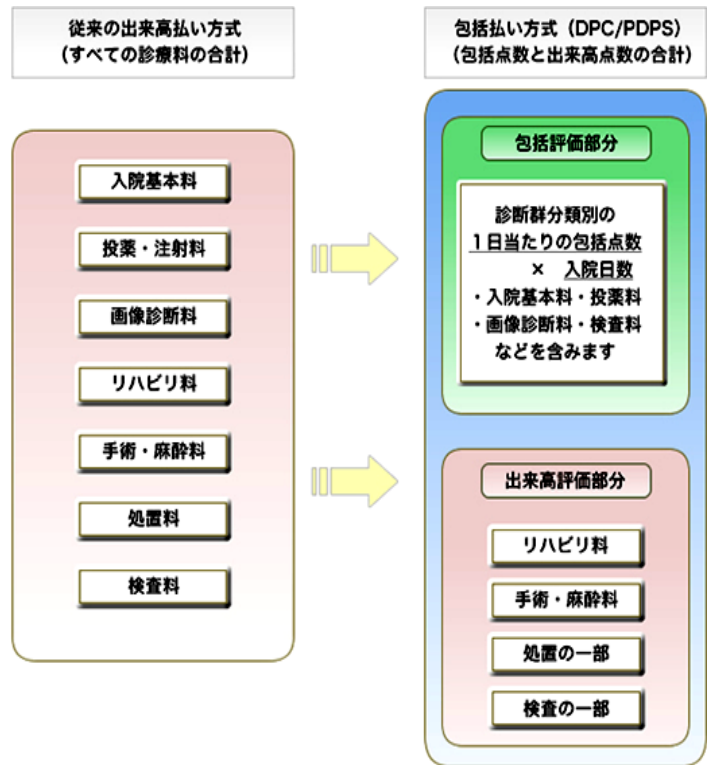 従来の出来高払い方式
(すべての診療料の合計)
入院基本料
投薬・注射料
画像診断料
リハビリ料
手術・麻酔料
処置料
検査料
包括払い方式（DPC/PDPS）
(包括点数と出来高点数の合計)
包括評価部分
診断群分類別の
１日当たりの包括点数
× 入院日数
・入院基本料・投薬料
・画像診断料・検査料
などを含みます
出来高評価部分
リハビリ料
手術・麻酔料
処置の一部
検査の一部